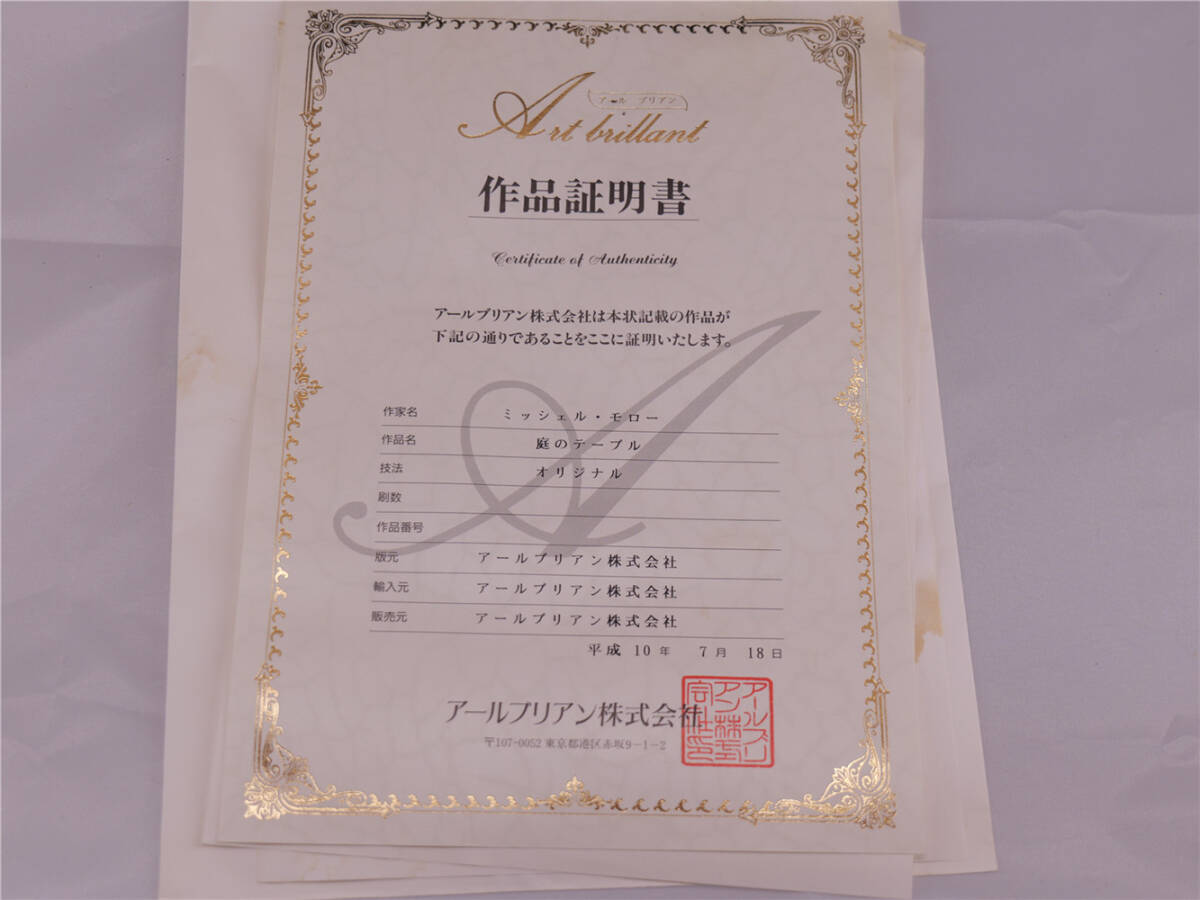 アール ブリアン
Art brillant
作品証明書
Certificate of Authenticity
アールブリアン株式会社は本状記載の作品が
下記の通りであることをここに証明いたします。
作家名 ミッシェル・モロー
作品名 庭のテーブル
技法 オリジナル
刷数
作品番号
版元 アールブリアン株式会社
輸入元 アールブリアン株式会社
販売元 アールブリアン株式会社
平成 10 年 7 月 18 日
アールブリアン株式会社
〒107-0052 東京都港区赤坂9-1-2